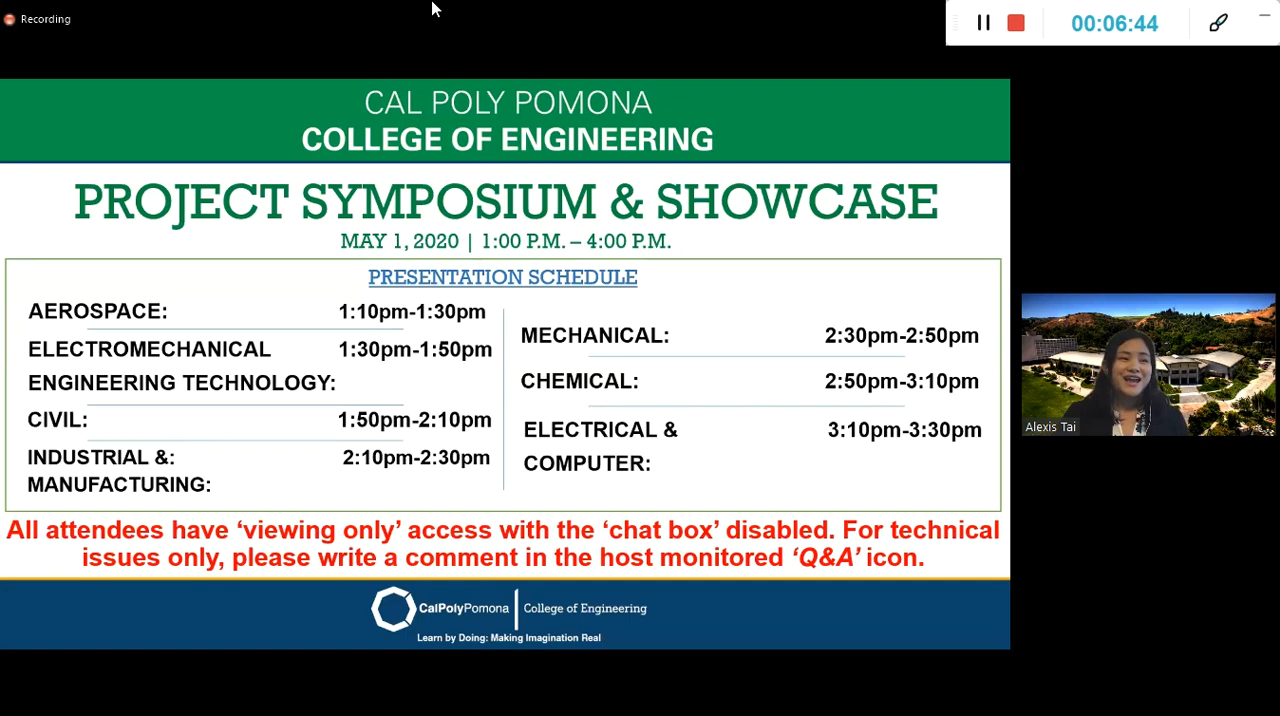 Recording
00:06:44
CAL POLY POMONA
COLLEGE OF ENGINEERING
PROJECT SYMPOSIUM & SHOWCASE
MAY 1, 2020 | 1:00 P.M. – 4:00 P.M.
PRESENTATION SCHEDULE
AEROSPACE: 1:10pm-1:30pm
ELECTROMECHANICAL 1:30pm-1:50pm
ENGINEERING TECHNOLOGY:
CIVIL: 1:50pm-2:10pm
INDUSTRIAL &: 2:10pm-2:30pm
MANUFACTURING:
MECHANICAL: 2:30pm-2:50pm
CHEMICAL: 2:50pm-3:10pm
ELECTRICAL & 3:10pm-3:30pm
COMPUTER:
All attendees have ‘viewing only’ access with the ‘chat box’ disabled. For technical
issues only, please write a comment in the host monitored ‘Q&A’ icon.
CalPolyPomona | College of Engineering
Learn by Doing: Making Imagination Real
Alexis Tai